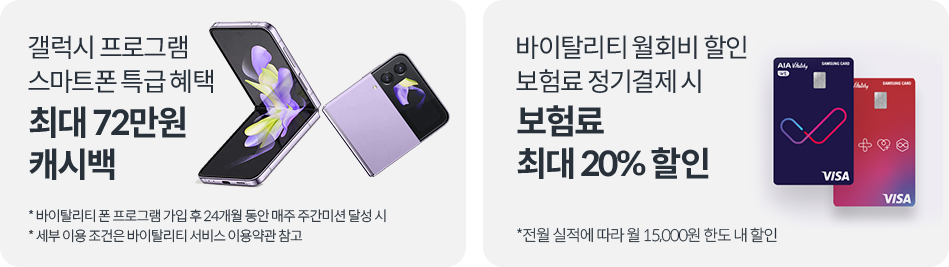 갤럭시 프로그램
스마트폰 특급 혜택
최대 72만원
캐시백
* 바이탈리티 폰 프로그램 가입 후 24개월 동안 매주 주간미션 달성 시
* 세부 이용 조건은 바이탈리티 서비스 이용약관 참고
바이탈리티 월회비 할인
보험료 정기결제 시
보험료
최대 20% 할인
AIA Vitality
SAMSUNG CARD
VISA
Vitality
SAMSUNG CARD
VISA
*전월 실적에 따라 월 15,000원 한도 내 할인